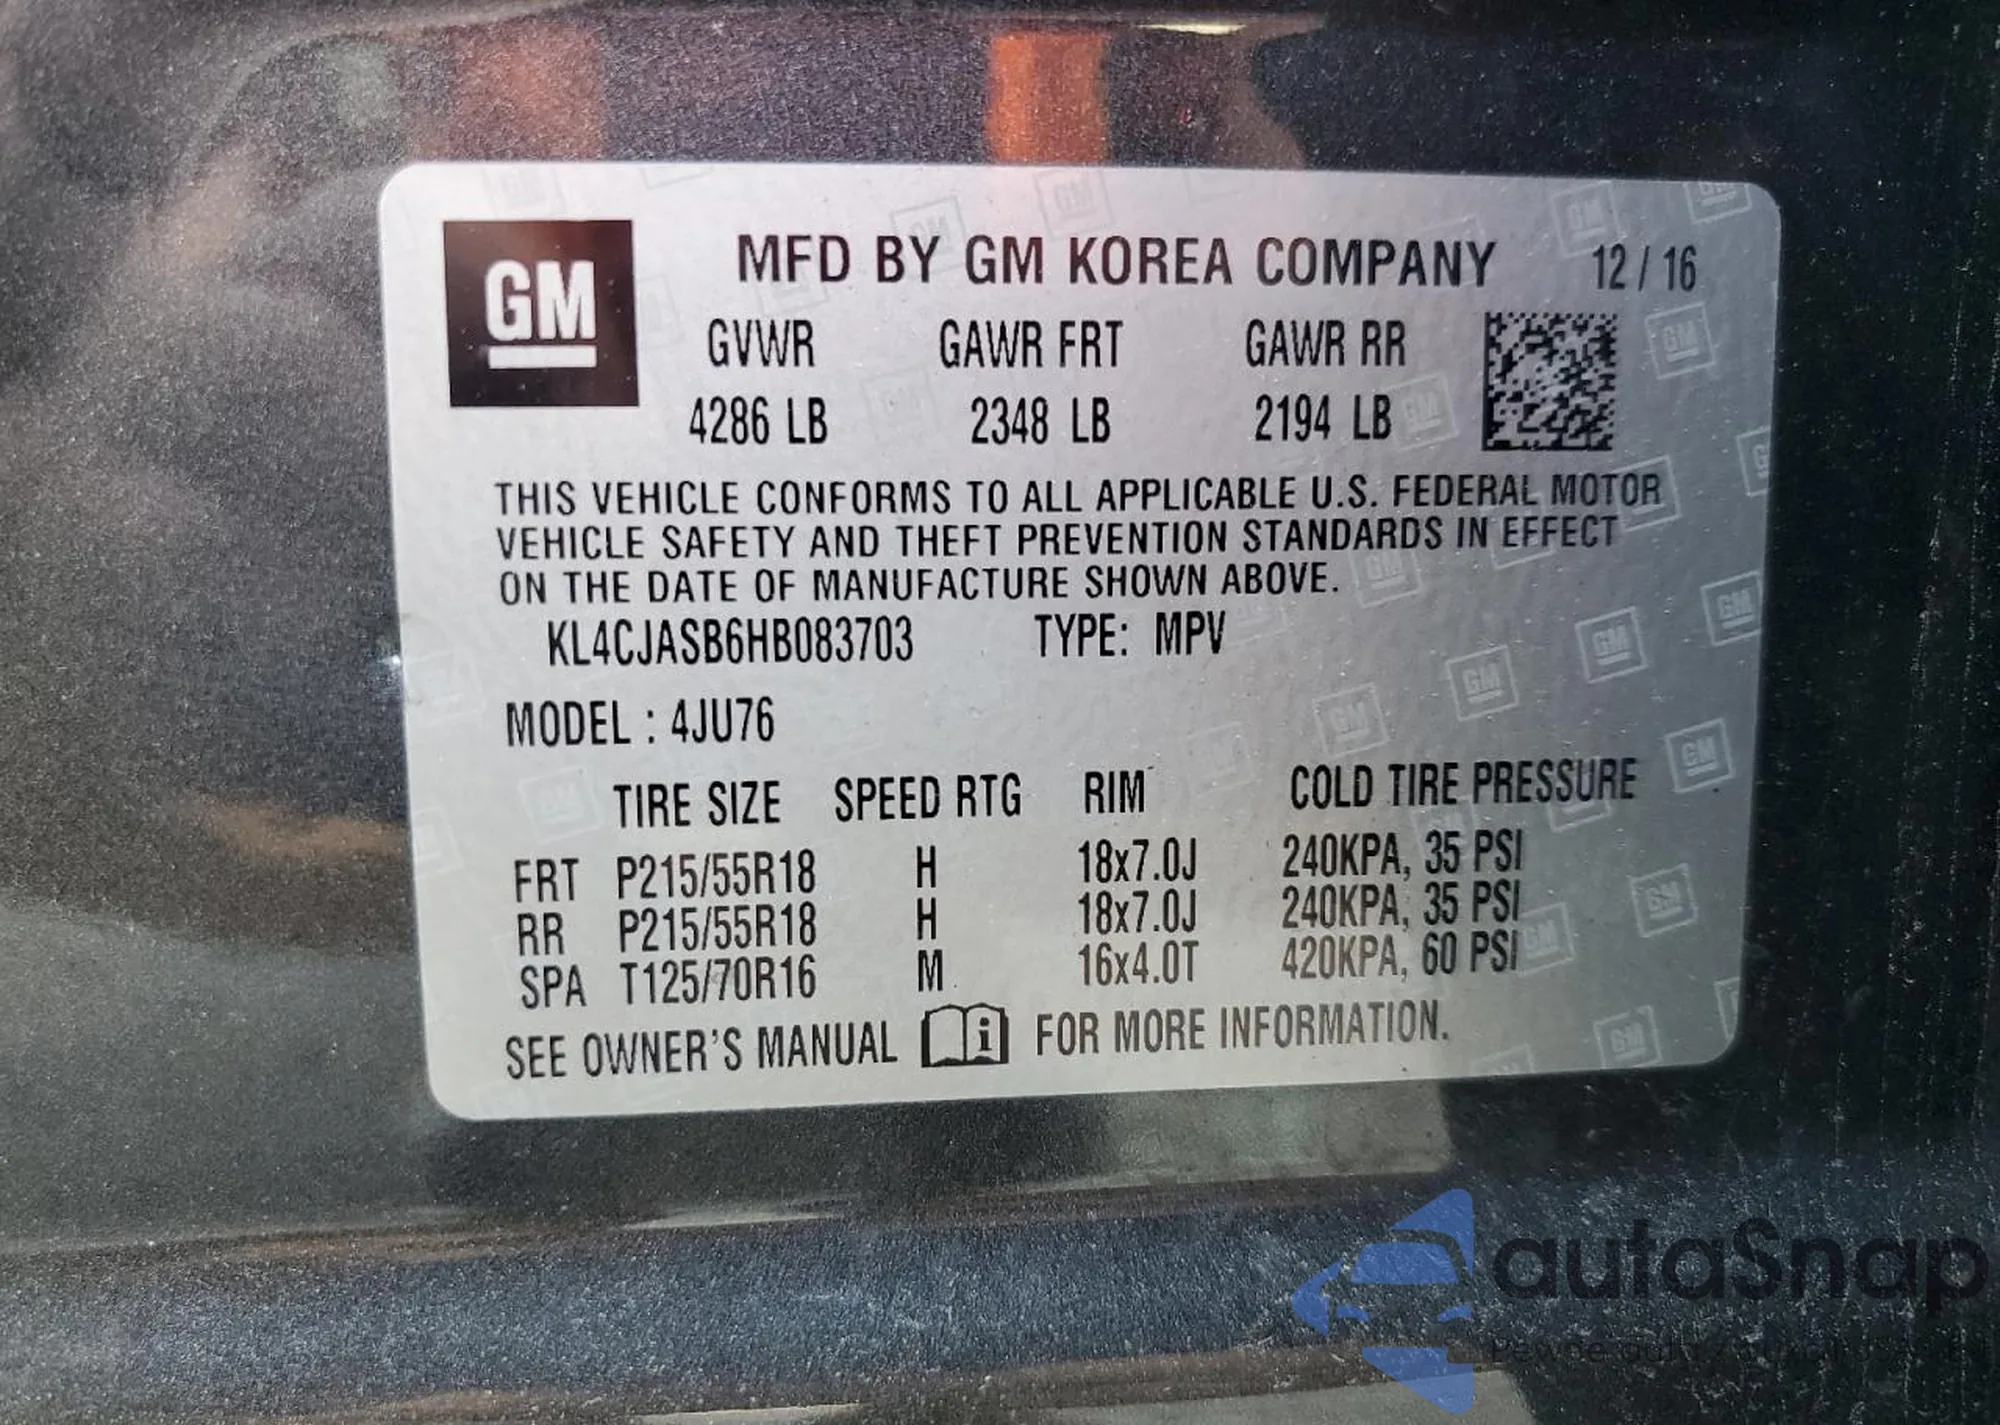 GM
MFD BY GM KOREA COMPANY 12 / 16
GVWR GAWR FRT GAWR RR
4286 LB 2348 LB 2194 LB
THIS VEHICLE CONFORMS TO ALL APPLICABLE U.S. FEDERAL MOTOR
VEHICLE SAFETY AND THEFT PREVENTION STANDARDS IN EFFECT
ON THE DATE OF MANUFACTURE SHOWN ABOVE.
KL4CJASB6HB083703 TYPE: MPV
MODEL : 4JU76
TIRE SIZE SPEED RTG RIM COLD TIRE PRESSURE
FRT P215/55R18 H 18x7.0J 240KPA, 35 PSI
RR P215/55R18 H 18x7.0J 240KPA, 35 PSI
SPA T125/70R16 M 16x4.0T 420KPA, 60 PSI
SEE OWNER'S MANUAL i FOR MORE INFORMATION.
autaSnap
Pewne auta z